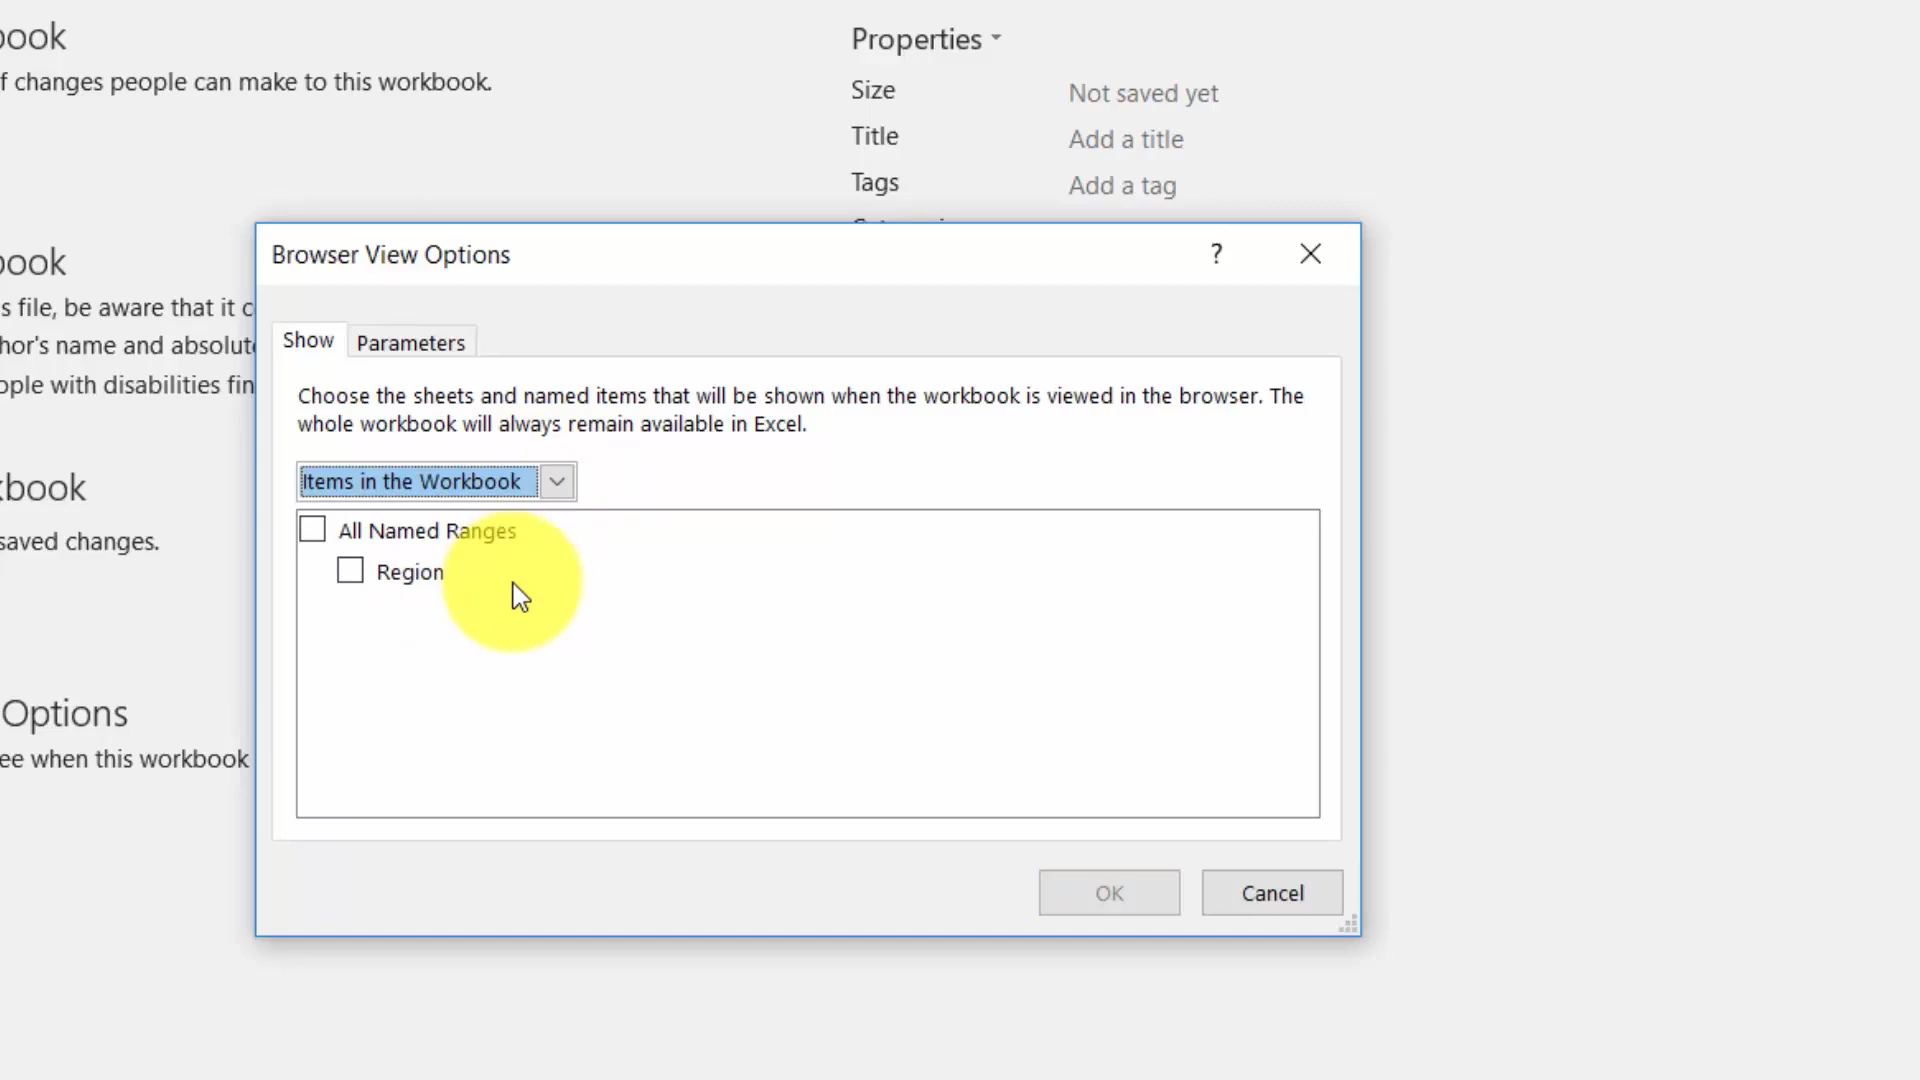 book
f changes people can make to this workbook.
Properties
Size Not saved yet
Title Add a title
Tags Add a tag
book
s file, be aware that it c
hor's name and absolute
ople with disabilities fin
kbook
saved changes.
Options
ee when this workbook
Browser View Options
?
Show Parameters
Choose the sheets and named items that will be shown when the workbook is viewed in the browser. The
whole workbook will always remain available in Excel.
Items in the Workbook
All Named Ranges
Region
OK Cancel